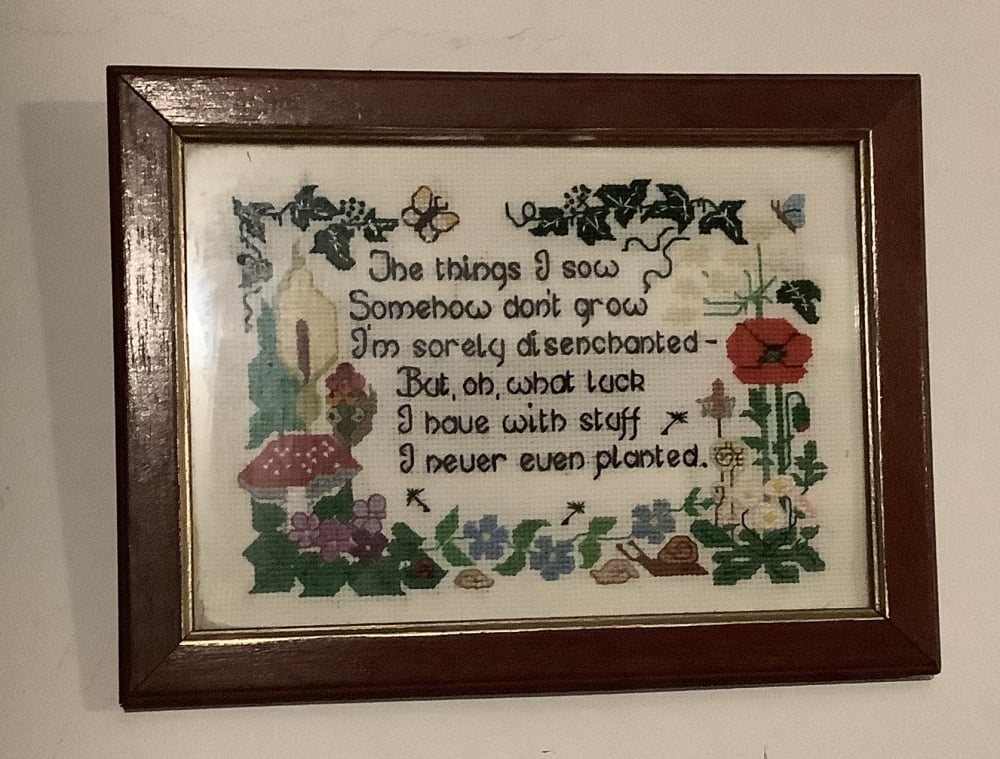 The things I sow
Somehow don't grow
I'm sorely disenchanted -
But, oh, what luck
I have with stuff
I never even planted.